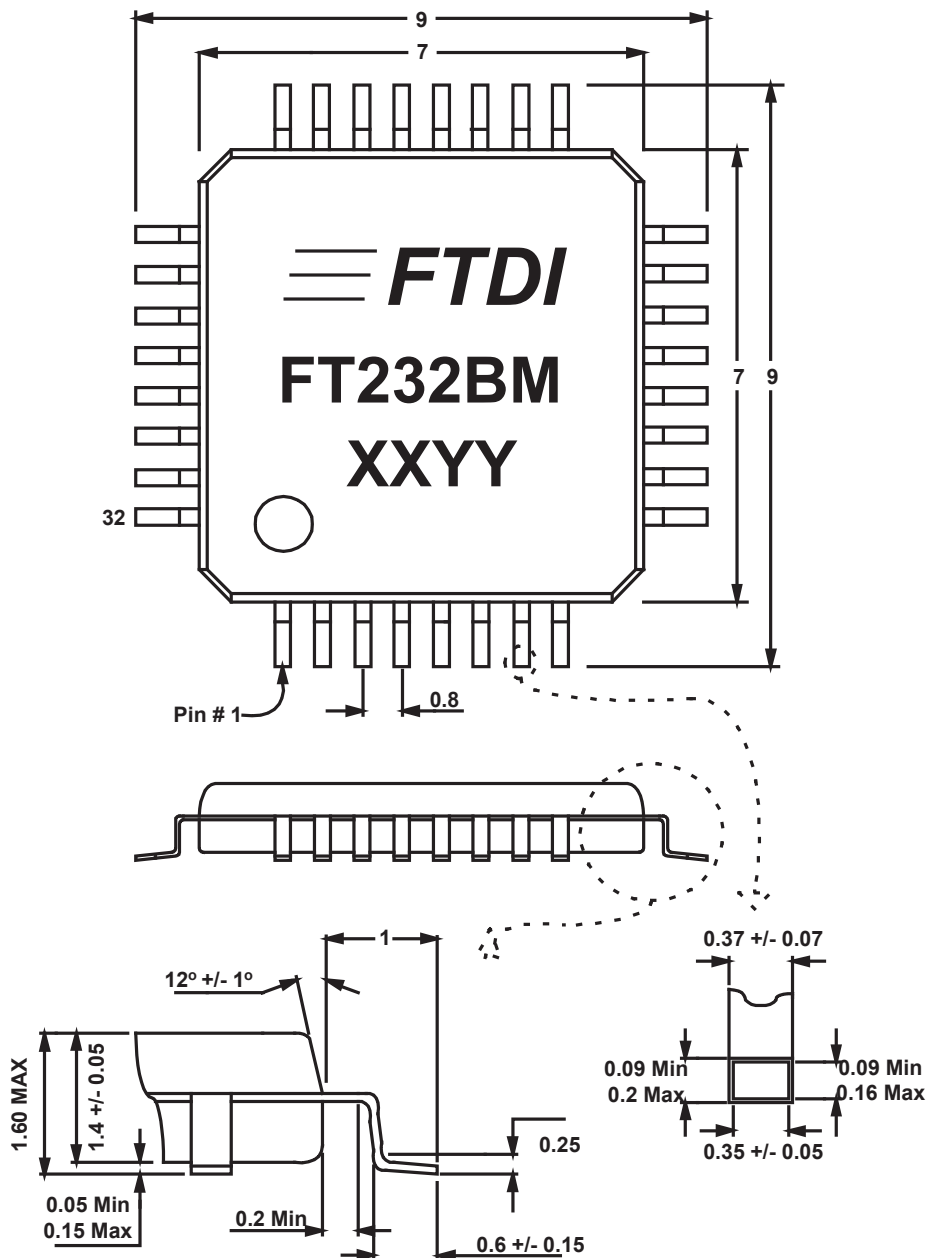 9
7
FTDI
FT232BM
7
9
XXYY
32
0.8
Pin # 1
1
0.37 +/- 0.07
12º +/- 1º
1.60 MAX
1.4 +/- 0.05
0.09 Min
0.2 Max
0.09 Min
0.16 Max
0.25
0.35 +/- 0.05
0.05 Min
0.15 Max
0.2 Min
0.6 +/- 0.15